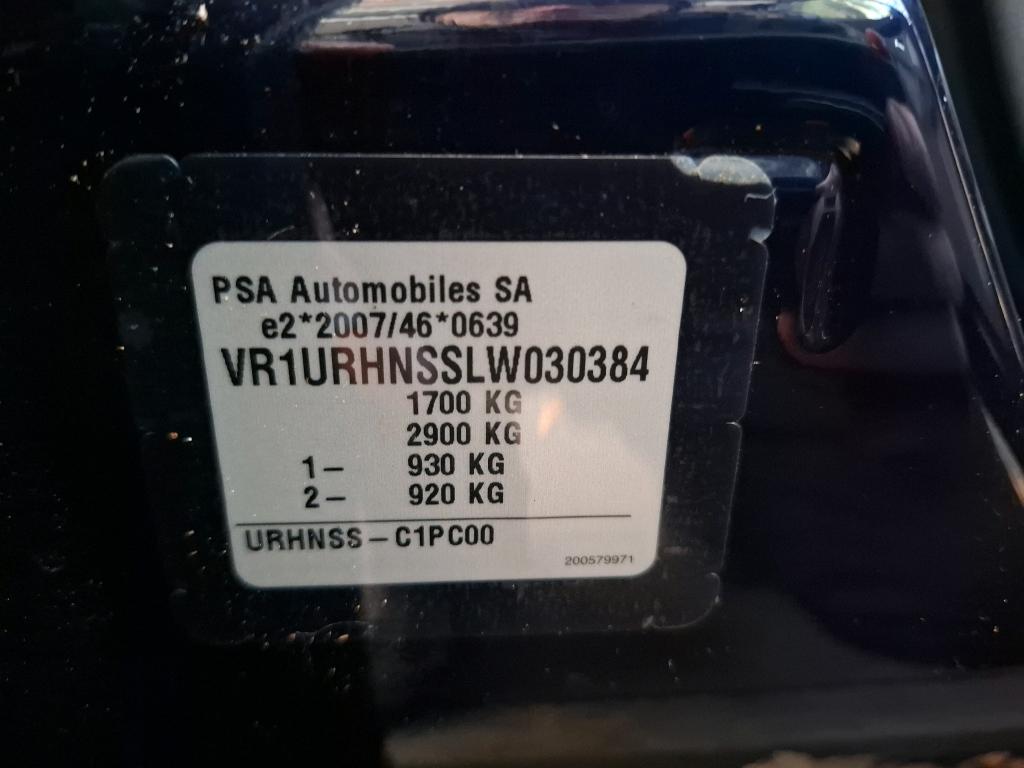 PSA Automobiles SA
e2*2007/46*0639
VR1URHNSSLW030384
1700 KG
2900 KG
1- 930 KG
2- 920 KG
URHNSS-C1PC00
200579971